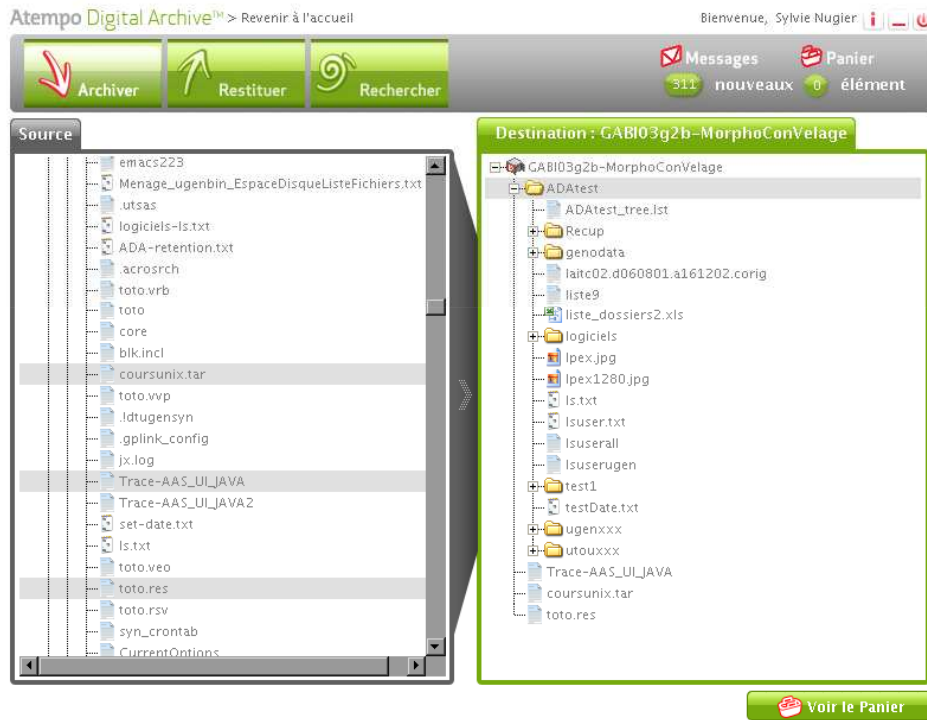 Atempo Digital Archive™ > Revenir à l'accueil
Bienvenue, Sylvie Nugier
Archiver
Restituer
Rechercher
Messages
311 nouveaux
Panier
0 élément
Source
emacs223
Menage_ugenbin_EspaceDisqueListeFichiers.txt
.utsas
logiciels-ls.txt
ADA-retention.txt
.acrosrch
toto.vrb
toto
core
blk.incl
coursunix.tar
toto.vvp
.ldtugensyn
.gplink_config
jx.log
Trace-AAS_UI_JAVA
Trace-AAS_UI_JAVA2
set-date.txt
ls.txt
toto.veo
toto.res
toto.rsv
syn_crontab
CurrentOptions
Destination : GABI03g2b-MorphoConVelage
GABI03g2b-MorphoConVelage
ADAtest
ADAtest_tree.lst
Recup
genodata
laitc02.d060801.a161202.corig
liste9
liste_dossiers2.xls
logiciels
lpex.jpg
lpex1280.jpg
ls.txt
lsuser.txt
lsuserall
lsuserugen
test1
testDate.txt
ugenxxx
utouxxx
Trace-AAS_UI_JAVA
coursunix.tar
toto.res
Voir le Panier